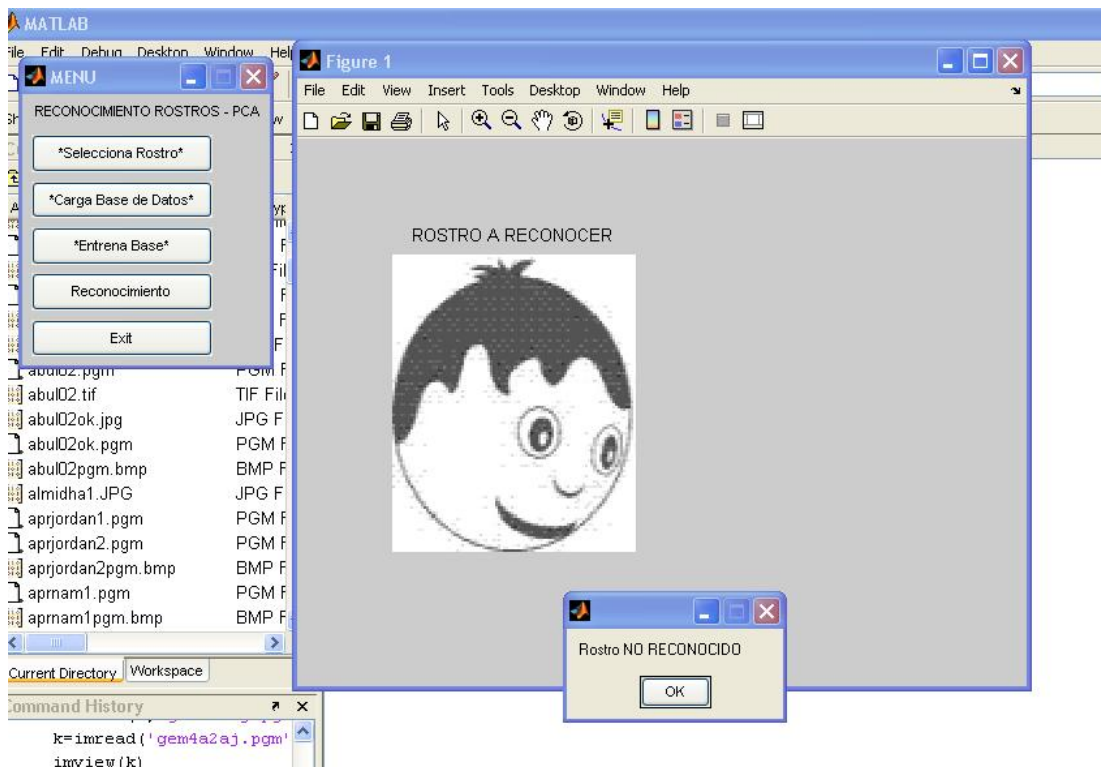 MATLAB
File Edit Debug Desktop Window Help
MENU
RECONOCIMIENTO ROSTROS - PCA
*Selecciona Rostro*
*Carga Base de Datos*
*Entrena Base*
Reconocimiento
Exit
abul02.pgm PGM F
abul02.tif TIF File
abul02ok.jpg JPG F
abul02ok.pgm PGM F
abul02pgm.bmp BMP F
almidha1.JPG JPG F
aprjordan1.pgm PGM F
aprjordan2.pgm PGM F
aprjordan2pgm.bmp BMP F
aprnam1.pgm PGM F
aprnam1pgm.bmp BMP F
Current Directory Workspace
Command History
k=imread('gem4a2aj.pgm'
imview(k)
Figure 1
File Edit View Insert Tools Desktop Window Help
ROSTRO A RECONOCER
Rostro NO RECONOCIDO
OK